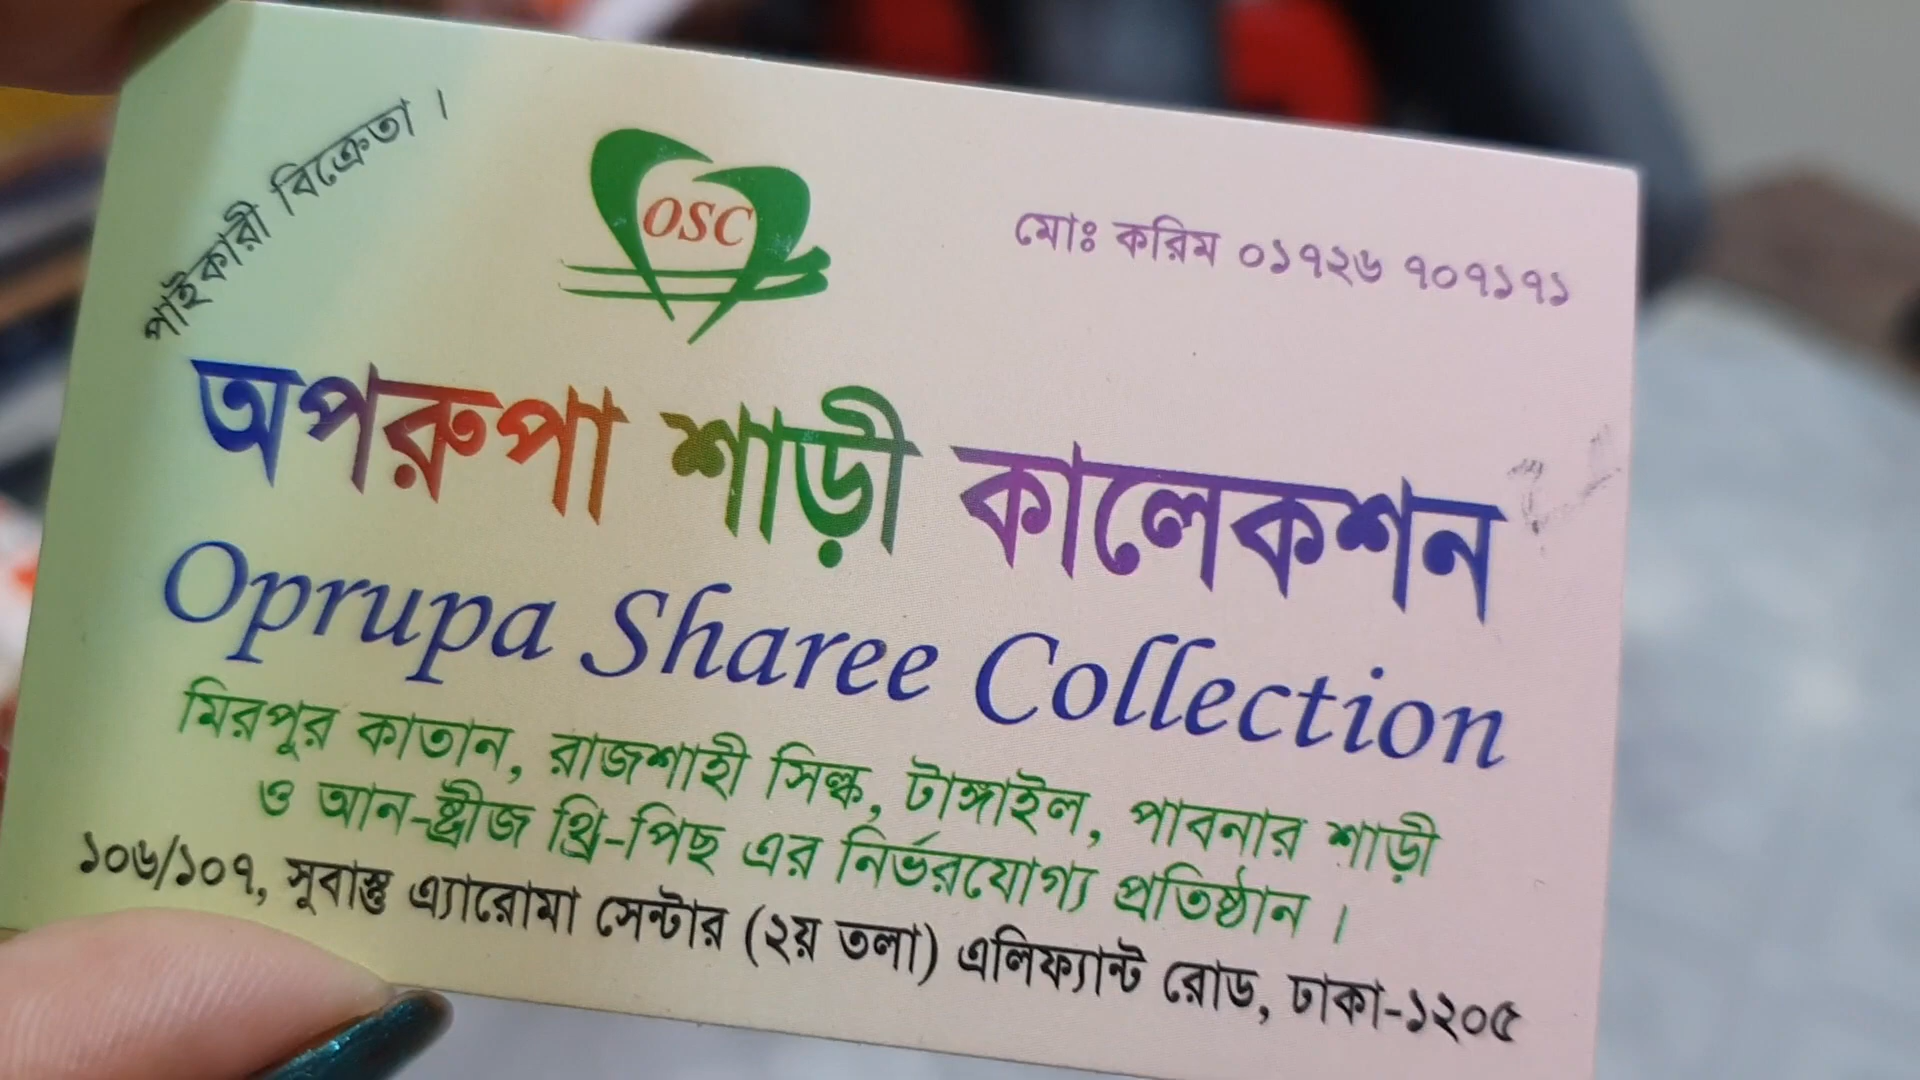 পাইকারী বিক্রেতা ।
OSC
মোঃ করিম ০১৭২৬ ৭০৭১৭১
অপরুপা শাড়ী কালেকশন
Oprupa Sharee Collection
মিরপুর কাতান, রাজশাহী সিল্ক, টাঙ্গাইল, পাবনার শাড়ী
ও আন-ষ্ট্রীজ থ্রি-পিছ এর নির্ভরযোগ্য প্রতিষ্ঠান ।
১০৬/১০৭, সুবাস্তু এ্যারোমা সেন্টার (২য় তলা) এলিফ্যান্ট রোড, ঢাকা-১২০৫